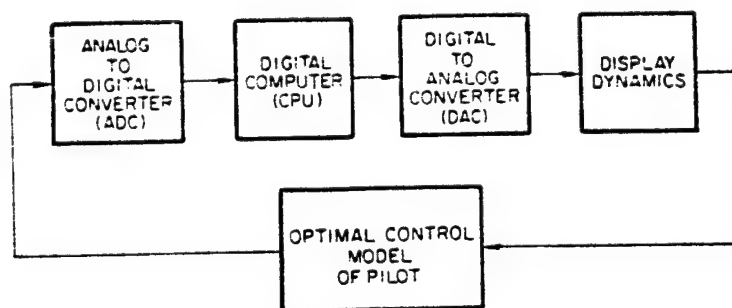 ANALOG
TO
DIGITAL
CONVERTER
(ADC)
DIGITAL
COMPUTER
(CPU)
DIGITAL
TO
ANALOG
CONVERTER
(DAC)
DISPLAY
DYNAMICS
OPTIMAL CONTROL
MODEL
OF PILOT